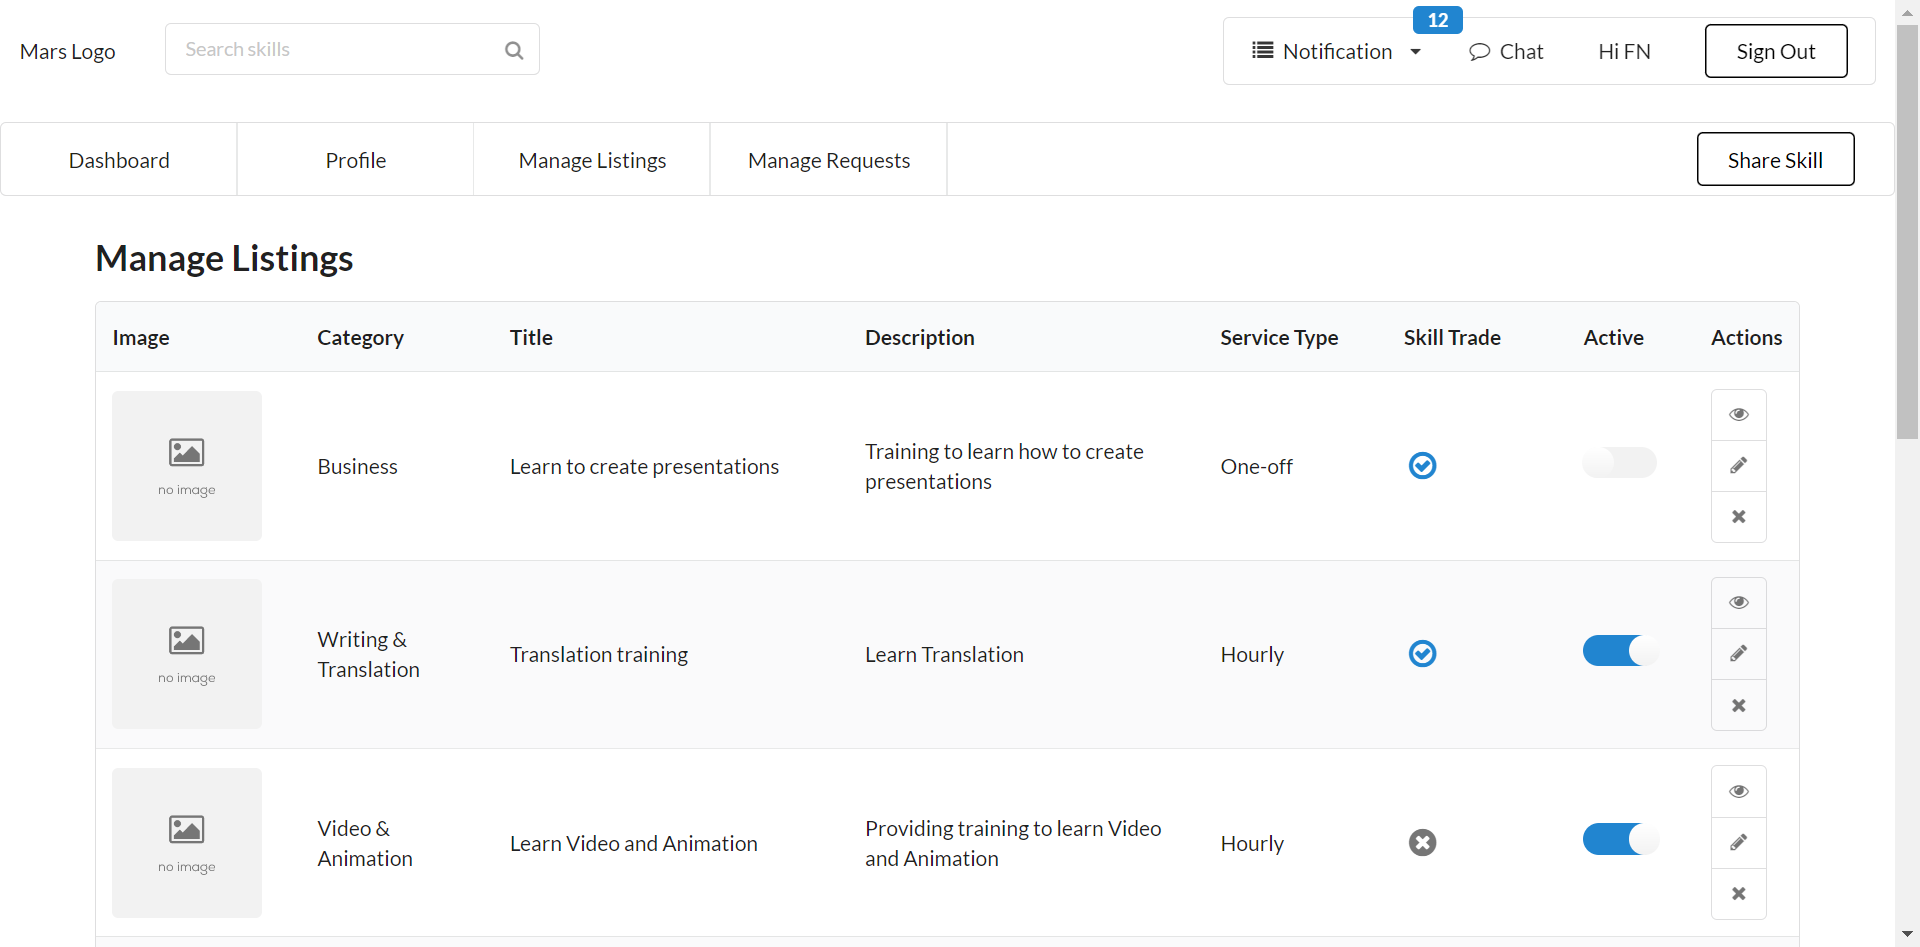 12
Mars Logo
Search skills
Notification
Chat
Hi FN
Sign Out
Dashboard
Profile
Manage Listings
Manage Requests
Share Skill
Manage Listings
Image
Category
Title
Description
Service Type
Skill Trade
Active
Actions
no image
Business
Learn to create presentations
Training to learn how to create
presentations
One-off
no image
Writing &
Translation
Translation training
Learn Translation
Hourly
no image
Video &
Animation
Learn Video and Animation
Providing training to learn Video
and Animation
Hourly